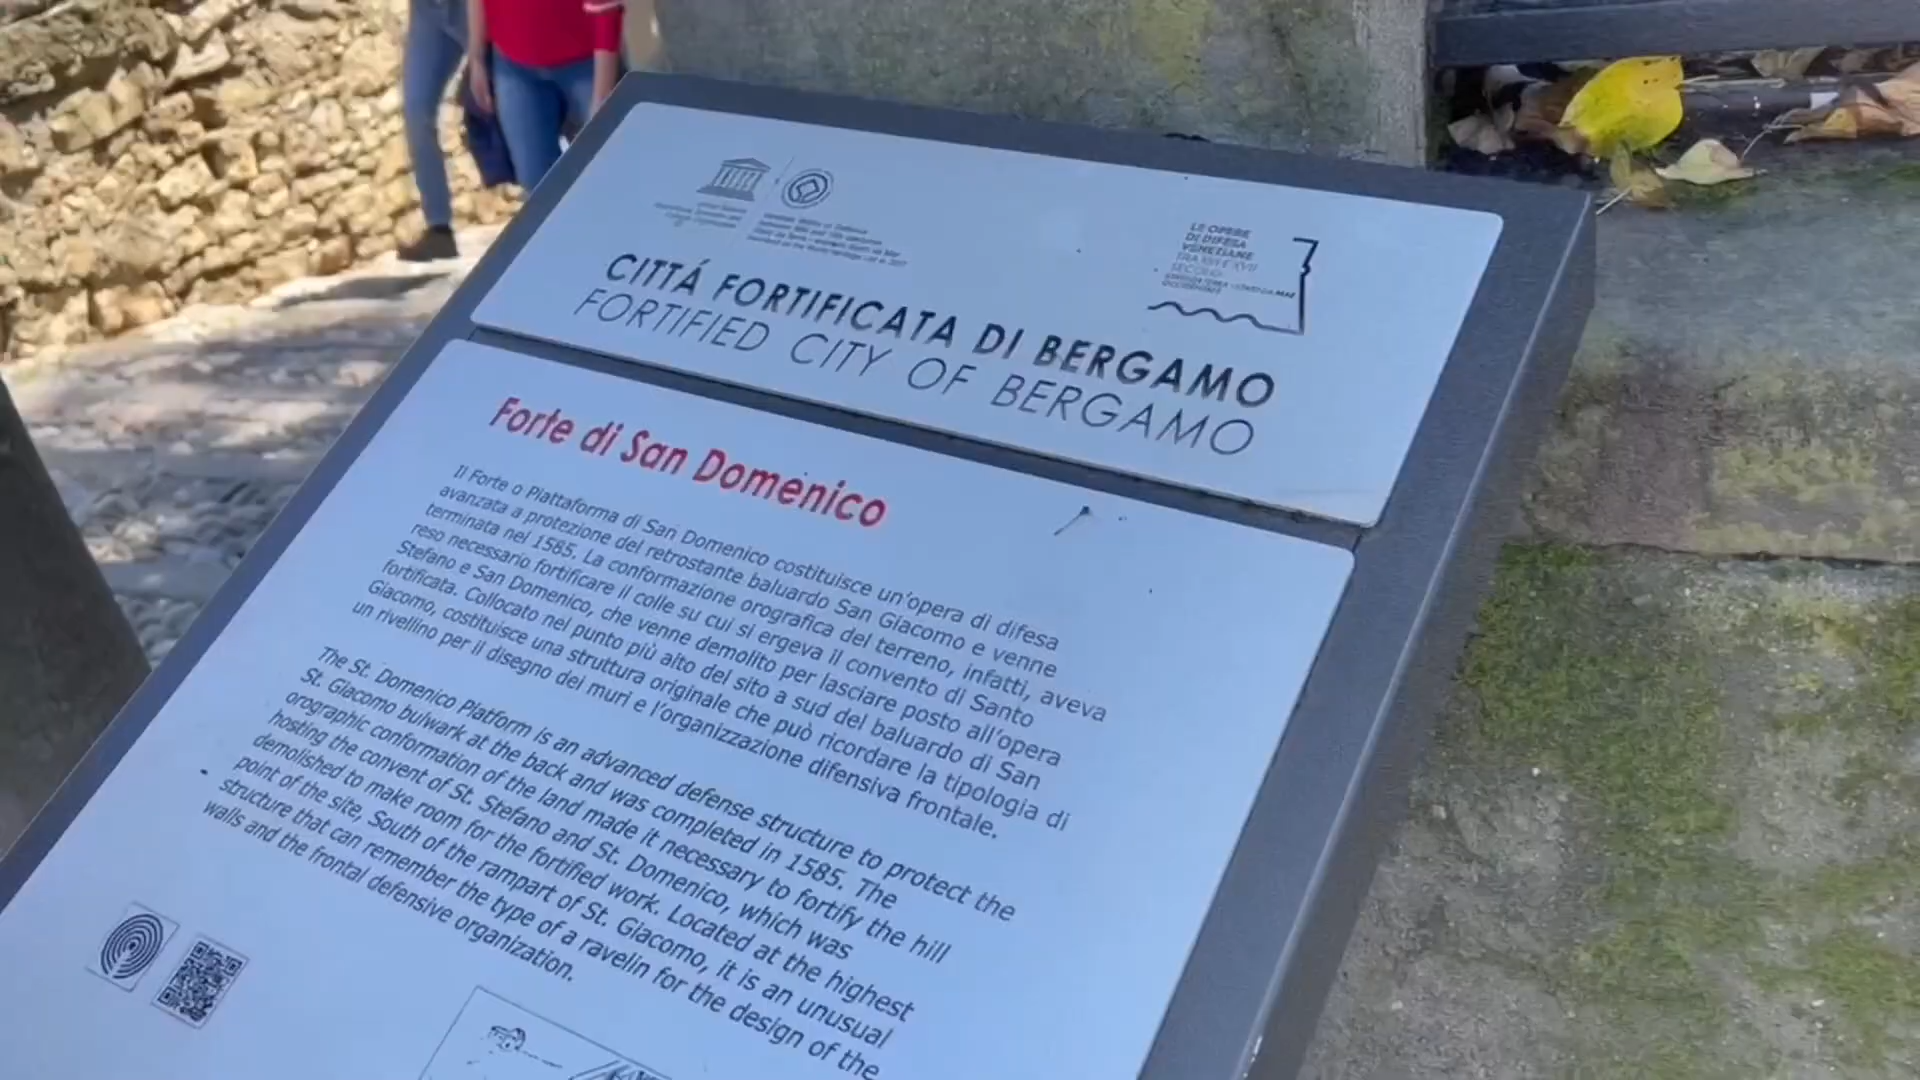 LE OPERE
DI DIFESA
VENEZIANE
TRA XVI E XVII
SECOLO
CITTÁ FORTIFICATA DI BERGAMO
FORTIFIED CITY OF BERGAMO
Forte di San Domenico
Il Forte o Piattaforma di San Domenico costituisce un'opera di difesa
avanzata a protezione del retrostante baluardo San Giacomo e venne
terminata nel 1585. La conformazione orografica del terreno, infatti, aveva
reso necessario fortificare il colle su cui si ergeva il convento di Santo
Stefano e San Domenico, che venne demolito per lasciare posto all'opera
fortificata. Collocato nel punto più alto del sito a sud del baluardo di San
Giacomo, costituisce una struttura originale che può ricordare la tipologia di
un rivellino per il disegno dei muri e l'organizzazione difensiva frontale.
The St. Domenico Platform is an advanced defense structure to protect the
St. Giacomo bulwark at the back and was completed in 1585. The
orographic conformation of the land made it necessary to fortify the hill
hosting the convent of St. Stefano and St. Domenico, which was
demolished to make room for the fortified work. Located at the highest
point of the site, South of the rampart of St. Giacomo, it is an unusual
structure that can remember the type of a ravelin for the design of the
walls and the frontal defensive organization.